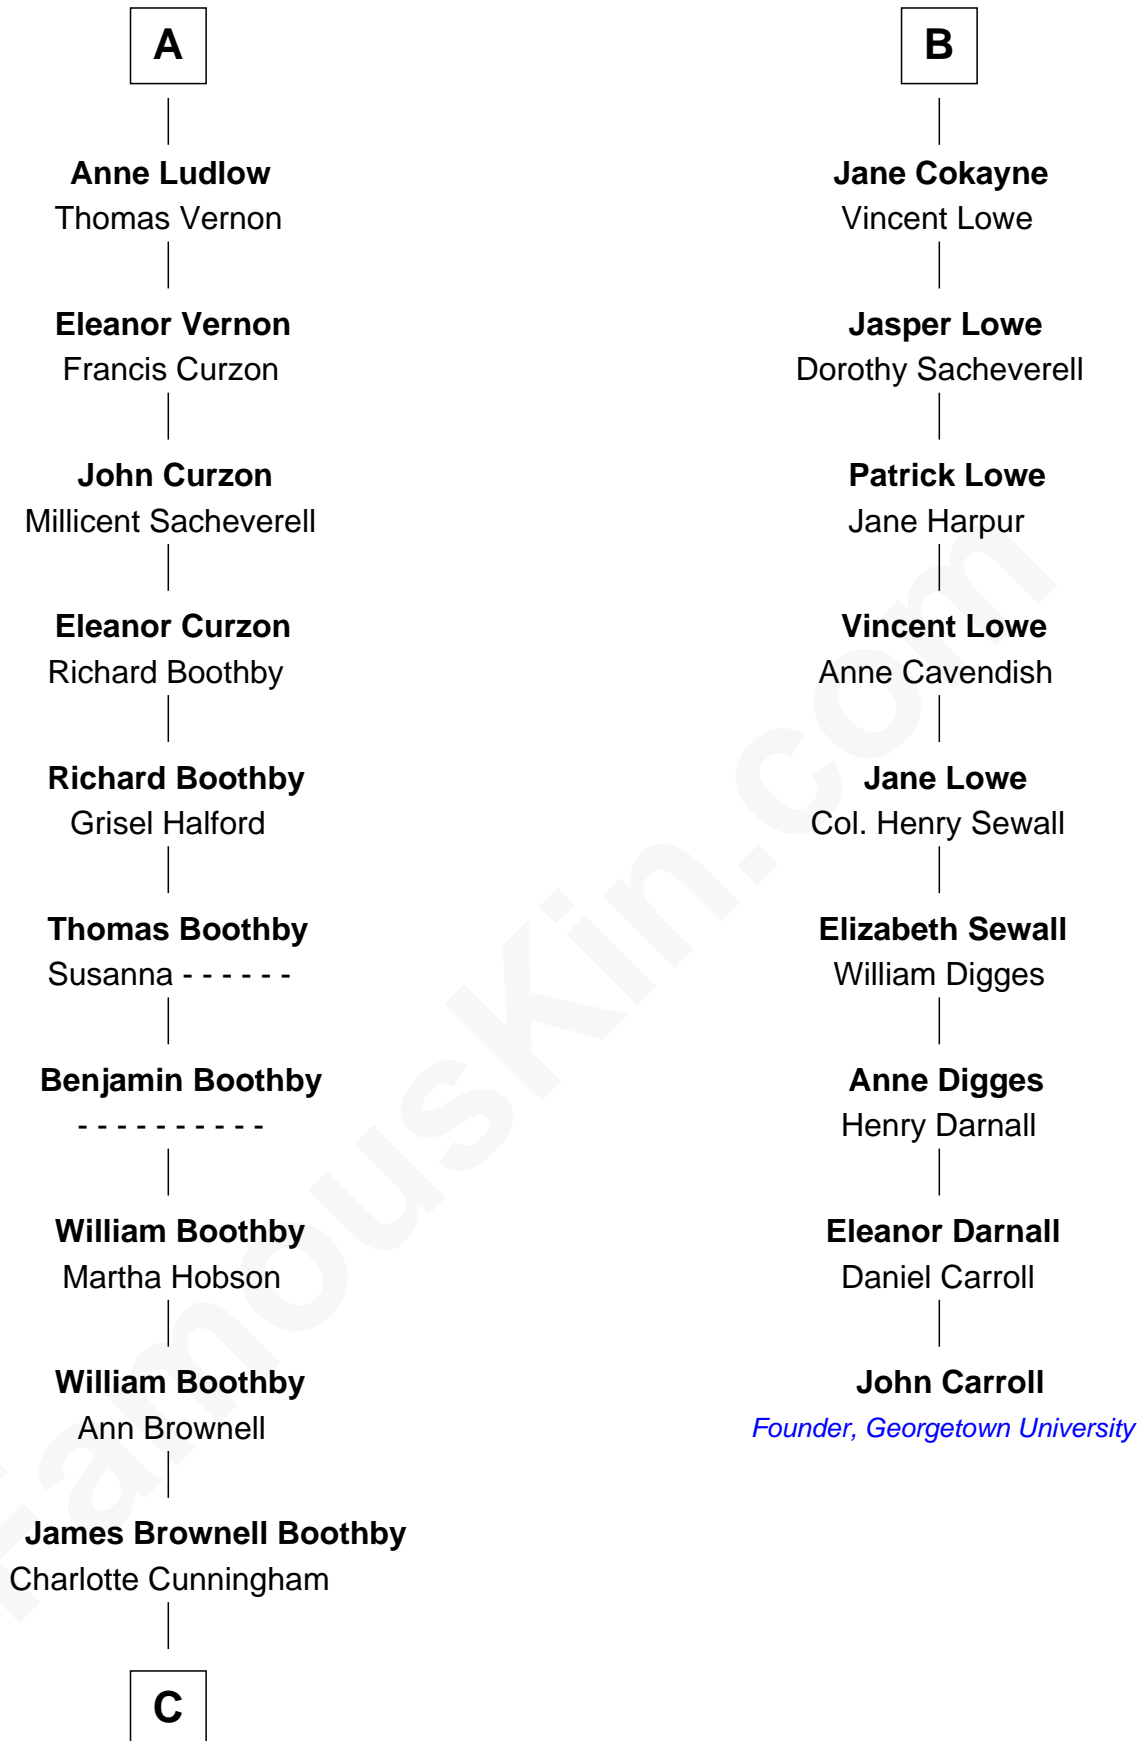 A
Anne Ludlow
Thomas Vernon
Eleanor Vernon
Francis Curzon
John Curzon
Millicent Sacheverell
Eleanor Curzon
Richard Boothby
Richard Boothby
Grisel Halford
Thomas Boothby
Susanna - - - - - -
Benjamin Boothby
- - - - - - - - - -
William Boothby
Martha Hobson
William Boothby
Ann Brownell
James Brownell Boothby
Charlotte Cunningham
C
B
Jane Cokayne
Vincent Lowe
Jasper Lowe
Dorothy Sacheverell
Patrick Lowe
Jane Harpur
Vincent Lowe
Anne Cavendish
Jane Lowe
Col. Henry Sewall
Elizabeth Sewall
William Digges
Anne Digges
Henry Darnall
Eleanor Darnall
Daniel Carroll
John Carroll
Founder, Georgetown University
FamousKin.com